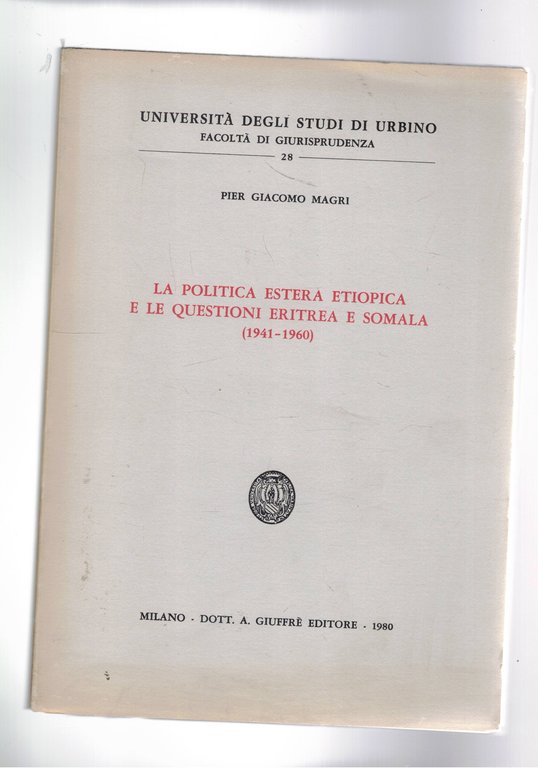 UNIVERSITÀ DEGLI STUDI DI URBINO
FACOLTÀ DI GIURISPRUDENZA
28
PIER GIACOMO MAGRI
LA POLITICA ESTERA ETIOPICA
E LE QUESTIONI ERITREA E SOMALA
(1941-1960)
MILANO - DOTT. A. GIUFFRÈ EDITORE - 1980